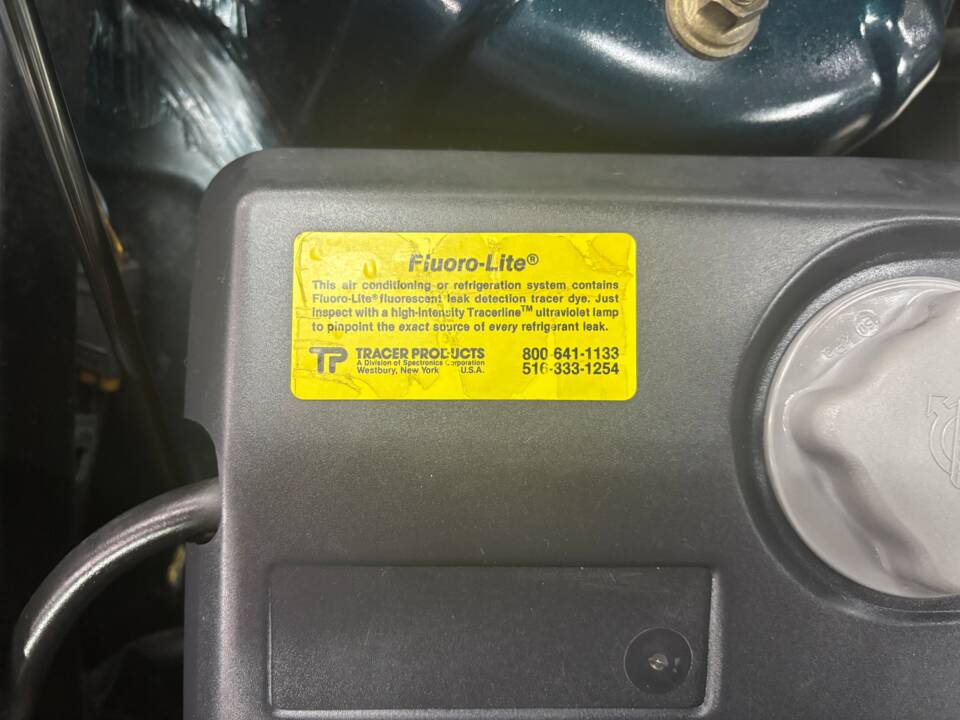 Fluoro-Lite®
This air conditioning or refrigeration system contains
Fluoro-Lite® fluorescent leak detection tracer dye. Just
inspect with a high-intensity Tracerline™ ultraviolet lamp
to pinpoint the exact source of every refrigerant leak.
TP TRACER PRODUCTS 800-641-1133
A Division of Spectronics Corporation 516-333-1254
Westbury, New York U.S.A.